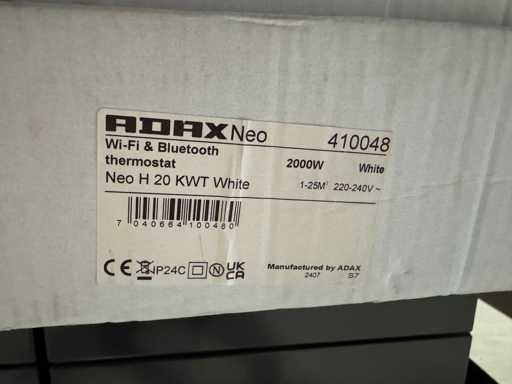 ADAX Neo 410048
Wi-Fi & Bluetooth
thermostat 2000W White
Neo H 20 KWT White 1-25M² 220-240V ~
7 040664 100480
CE IP24C N UK
CA
Manufactured by ADAX
2407 S7